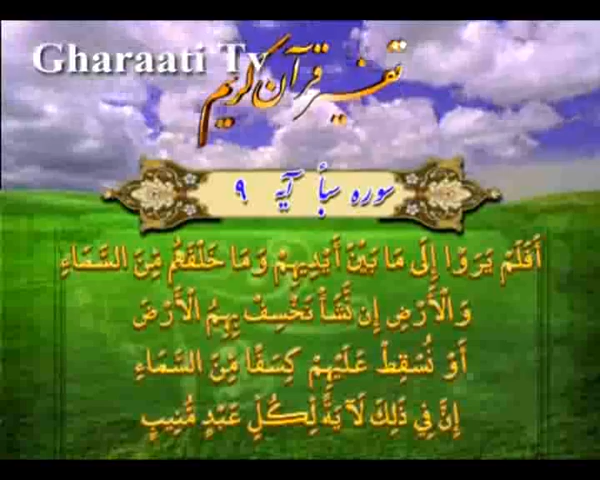 Gharaati Tv
تفسیر قرآن کریم
سوره سبأ آیه ۹
أَفَلَمْ يَرَوْا إِلَى مَا بَيْنَ أَيْدِيهِمْ وَمَا خَلْفَهُم مِّنَ السَّمَاءِ
وَالْأَرْضِ إِن نَّشَأْ نَخْسِفْ بِهِمُ الْأَرْضَ
أَوْ نُسْقِطْ عَلَيْهِمْ كِسَفًا مِّنَ السَّمَاءِ
إِنَّ فِي ذَلِكَ لَآيَةً لِّكُلِّ عَبْدٍ مُّنِيبٍ